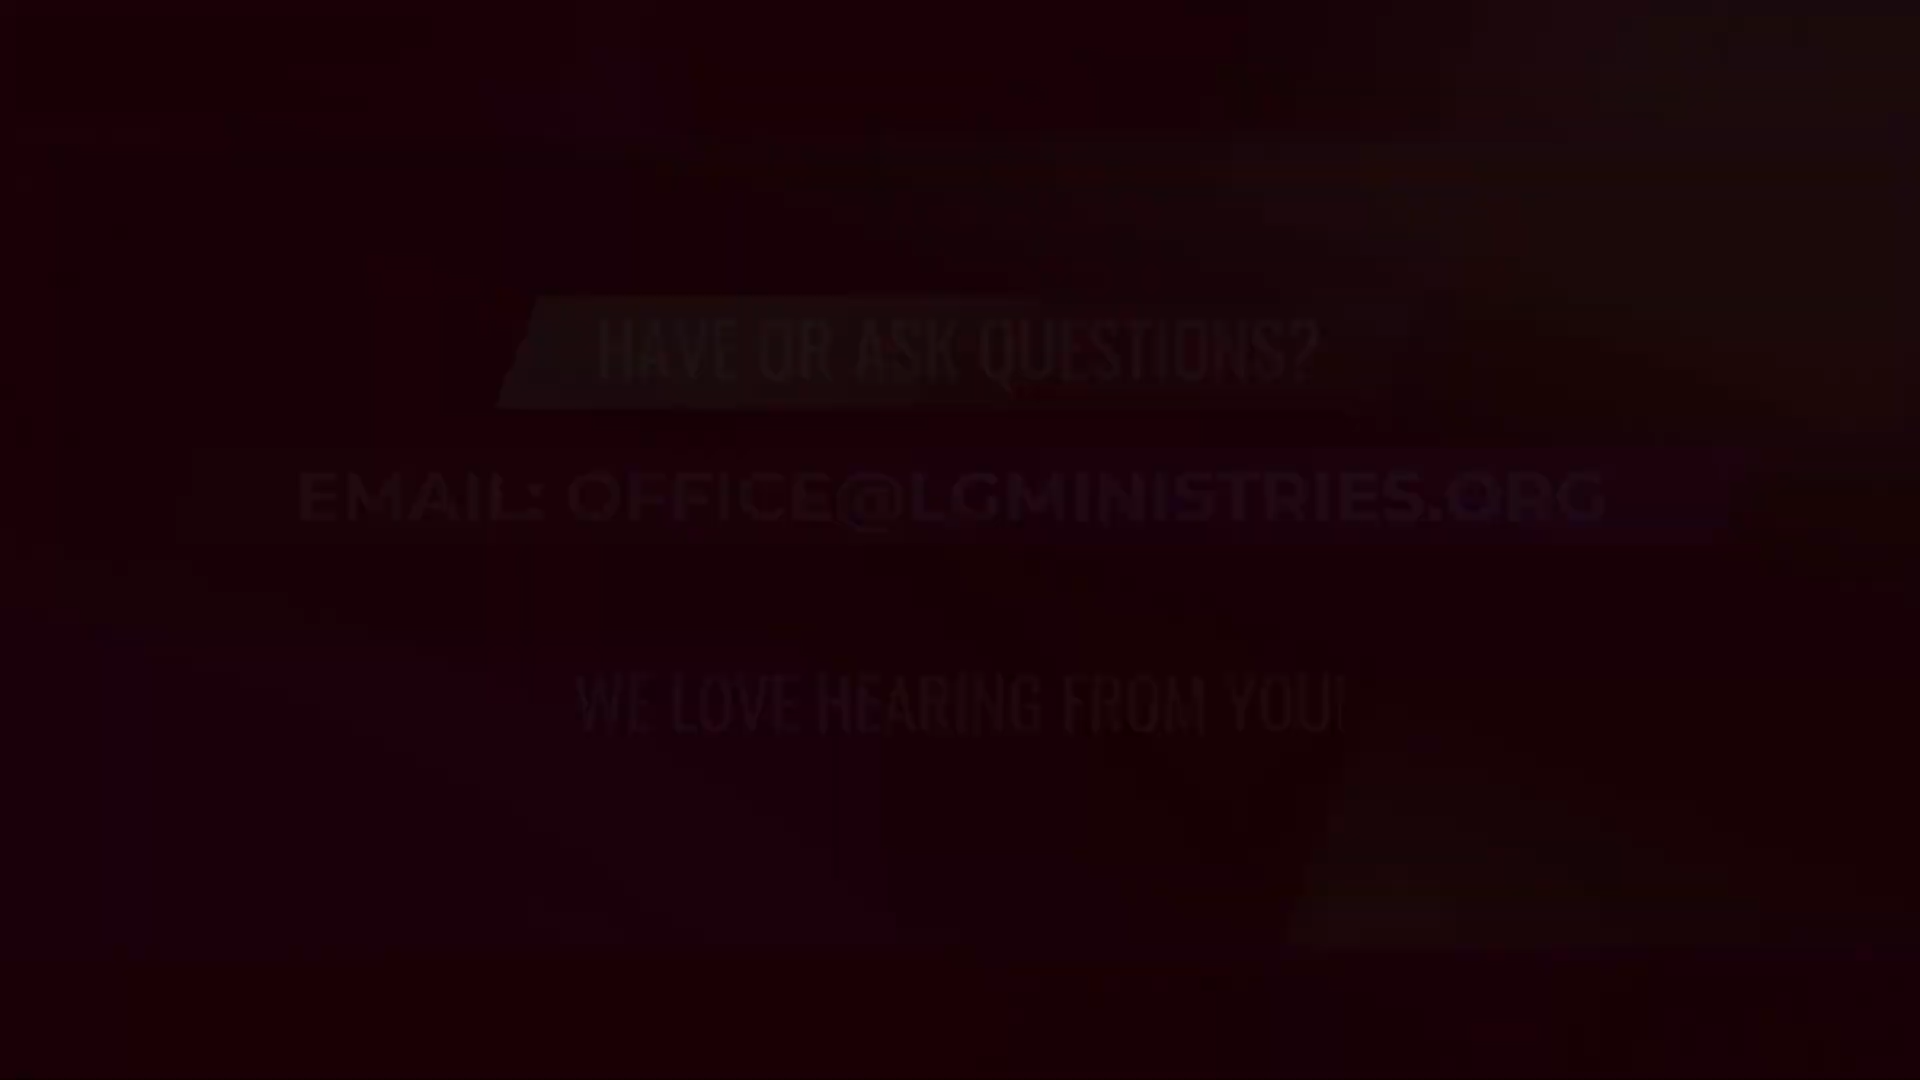 HAVE OR ASK QUESTIONS?
EMAIL: OFFICE@LGMINISTRIES.ORG
WE LOVE HEARING FROM YOU!